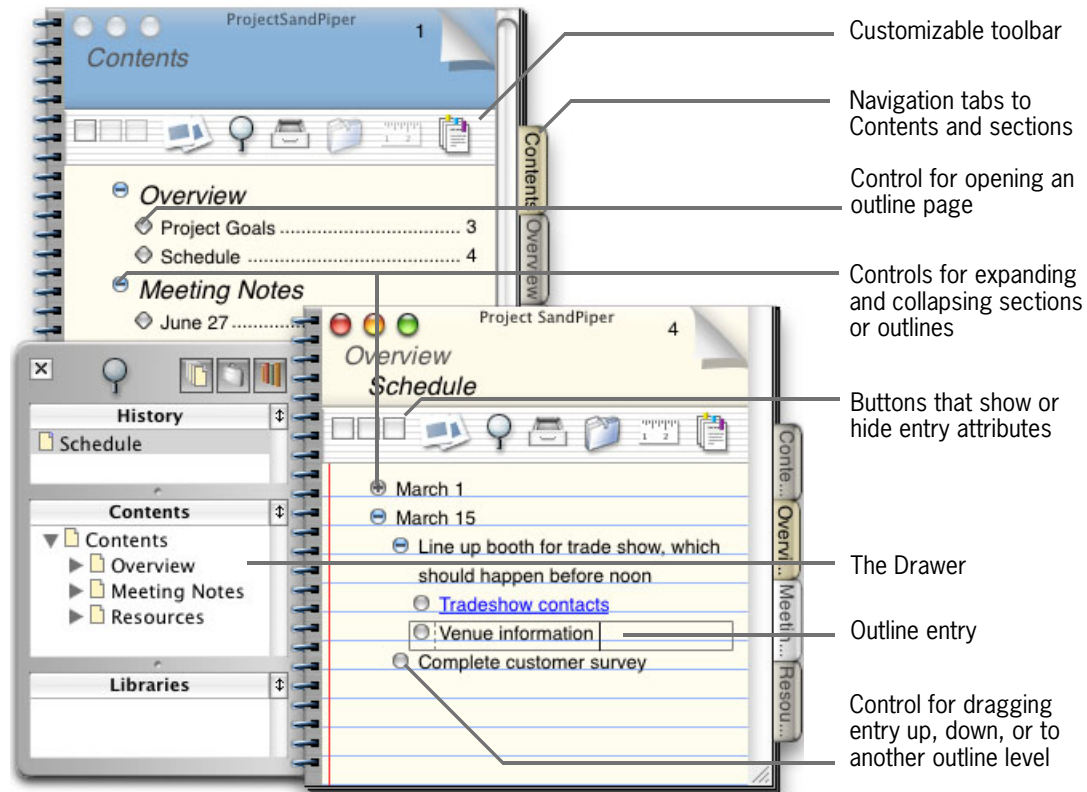 ProjectSandPiper
1
Contents
Overview
Project Goals .................................... 3
Schedule ........................................... 4
Meeting Notes
June 27..............
Contents
Overview
History
Schedule
Contents
Contents
Overview
Meeting Notes
Resources
Libraries
Project SandPiper
4
Overview
Schedule
March 1
March 15
Line up booth for trade show, which
should happen before noon
Tradeshow contacts
Venue information
Complete customer survey
Conte...
Overvi...
Meetin...
Resou...
Customizable toolbar
Navigation tabs to
Contents and sections
Control for opening an
outline page
Controls for expanding
and collapsing sections
or outlines
Buttons that show or
hide entry attributes
The Drawer
Outline entry
Control for dragging
entry up, down, or to
another outline level
1 2
1 2